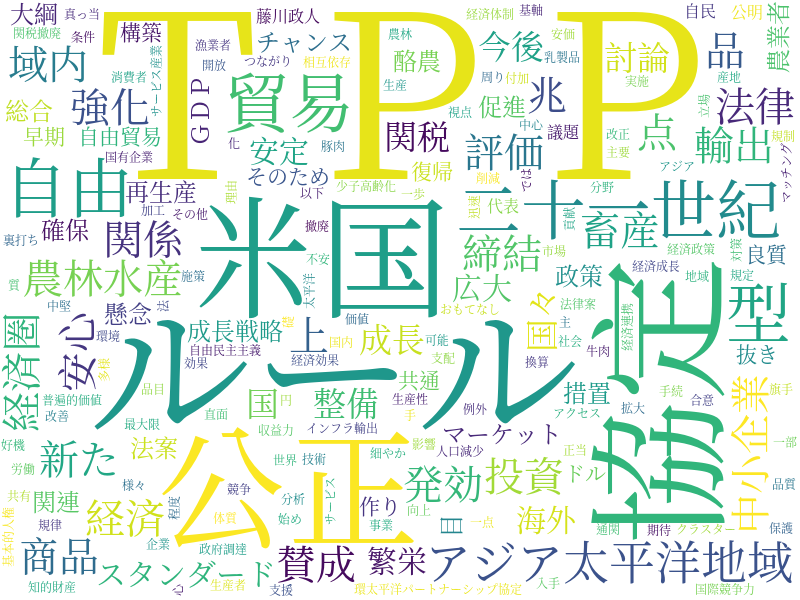 大綱
真っ当
構築
藤川政人
経済体制
基軸
自民
公明
農業者
関税撤廃
条件
漁業者
チャンス
農林
今後
安価
討論
品
域内
開放
つながり
相互依存
酪農
乳製品
消費者
サービス産業
GDP
TPP
貿易
生産
周り
付加
実施
産地
総合
強化
兆
法律
早期
自由貿易
関税
視点
促進
点
立場
改正
規制
国有企業
化
安定
豚肉
中心
議題
評価
輸出
主要
アジア
マッチング
自由
再生産
そのため
復帰
削減
では
分野
理由
少子高齢化
一歩
以下
加工
その他
迅速
代表
二十一世紀
貢献
確保
関係
撤廃
米国
締結
畜産
裏打ち
不安
市場
経済政策
対策
良質
農林水産
施策
太平洋
政策
経済成長
地域
規定
質
中堅
懸念
法
広大
法律案
価値
おもてなし
国々
経済連携
協定
型
経済圏
安心
環境
成長戦略
上
礎
成長
可能
主
社会
自由民主主義
国内
支配
換算
牛肉
抜き
多様
効果
経済効果
ルール
普遍的価値
品目
国
円
整備
共通
生産性
措置
手続
合意
旗手
改善
最大限
直面
手
例外
アクセス
拡大
中小企業
好機
新た
法案
収益力
インフラ輸出
マーケット
一部
労働
公正
影響
人口減少
正当
世界
技術
細やか
投資
ドル
共有
関連
様々
発効
品質
基本的人権
規律
経済
程度
競争
分析
サービス
作り
目
一点
海外
通関
期待
クラスター
保護
体質
始め
事業
向上
商品
企業
政府調達
賛成
繁栄
アジア太平洋地域
知的財産
スタンダード
心
生産者
支援
環太平洋パートナーシップ協定
入手
国際競争力